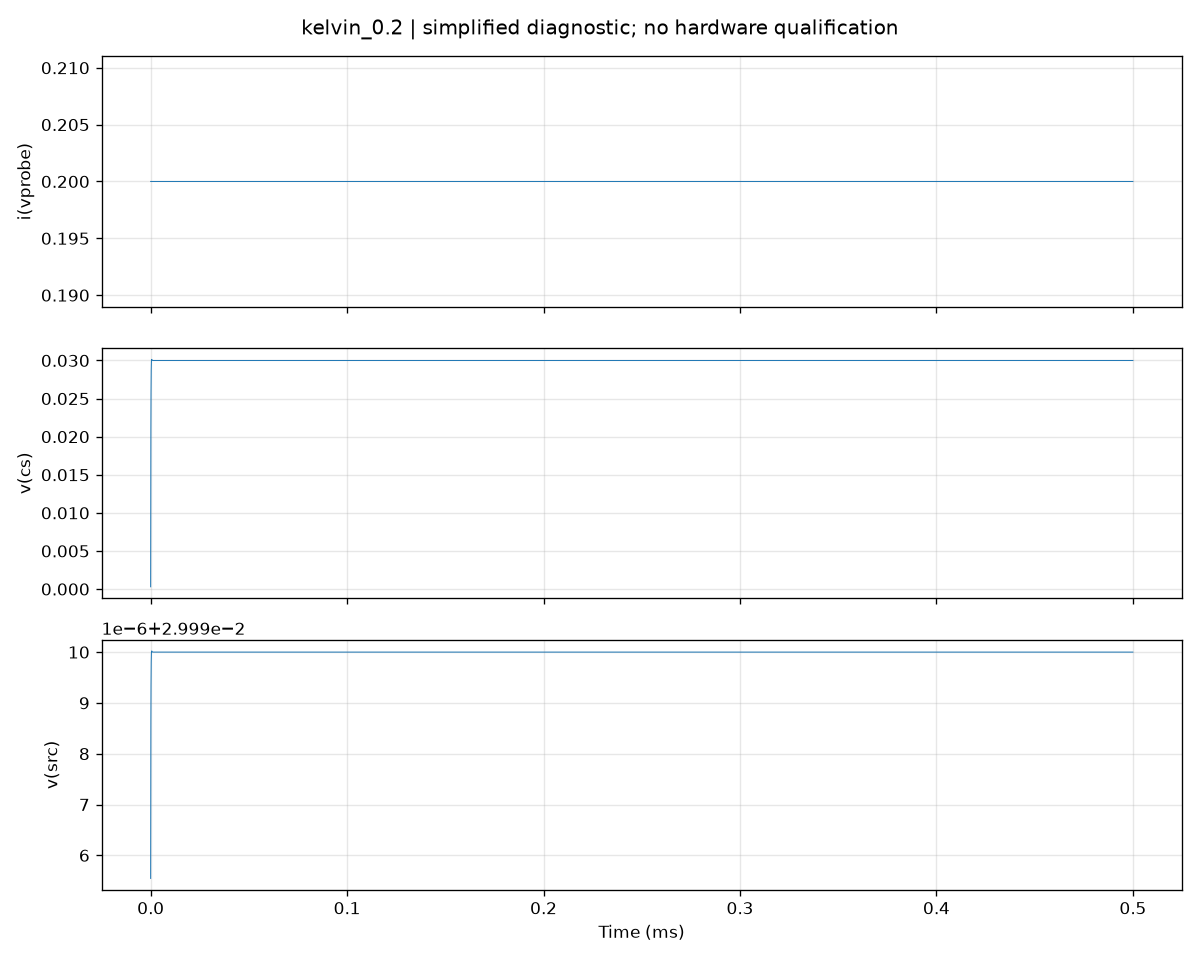 kelvin_0.2 | simplified diagnostic; no hardware qualification
0.210
0.205
0.200
0.195
0.190
i(vprobe)
0.030
0.025
0.020
0.015
0.010
0.005
0.000
v(cs)
1e−6+2.999e−2
10
9
8
7
6
v(src)
0.0 0.1 0.2 0.3 0.4 0.5
Time (ms)